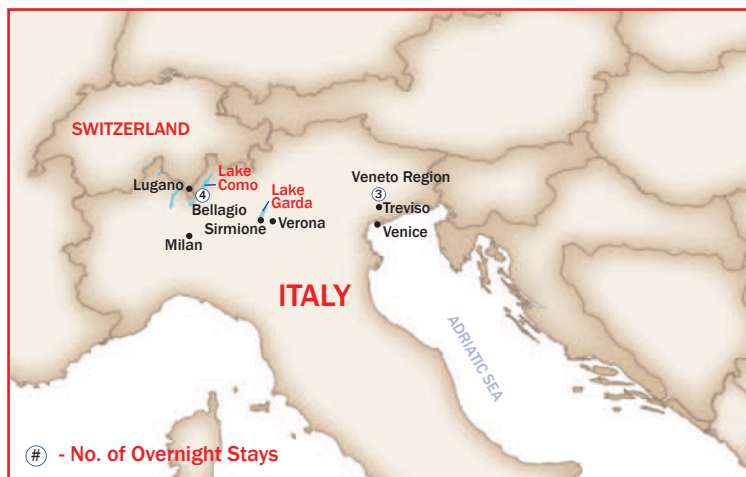 SWITZERLAND
Lake
Como
Lugano
4
Bellagio
Lake
Garda
Sirmione
Verona
Milan
Veneto Region
3
Treviso
Venice
ITALY
ADRIATIC SEA
# - No. of Overnight Stays